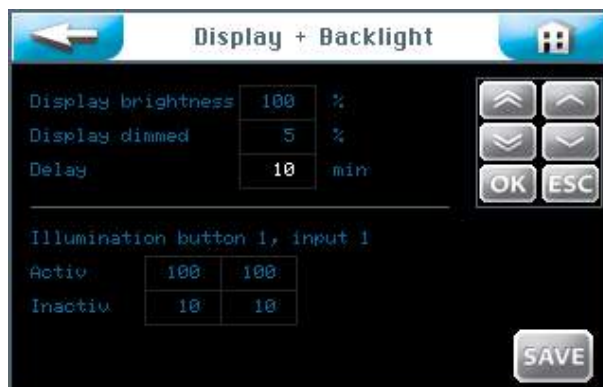 Display + Backlight
Display brightness 100 %
Display dimmed 5 %
Delay 10 min
OK ESC
Illumination button 1, input 1
Activ 100 100
Inactiv 10 10
SAVE